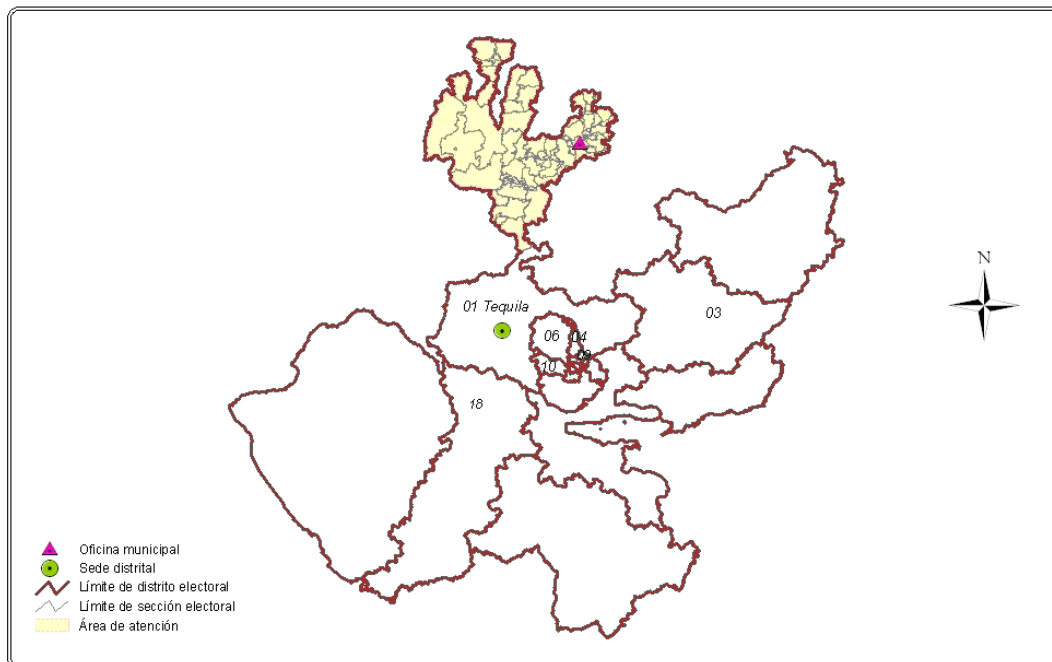 N
01 Tequila
03
06
04
10
18
Oficina municipal
Sede distrital
Límite de distrito electoral
Límite de sección electoral
Área de atención